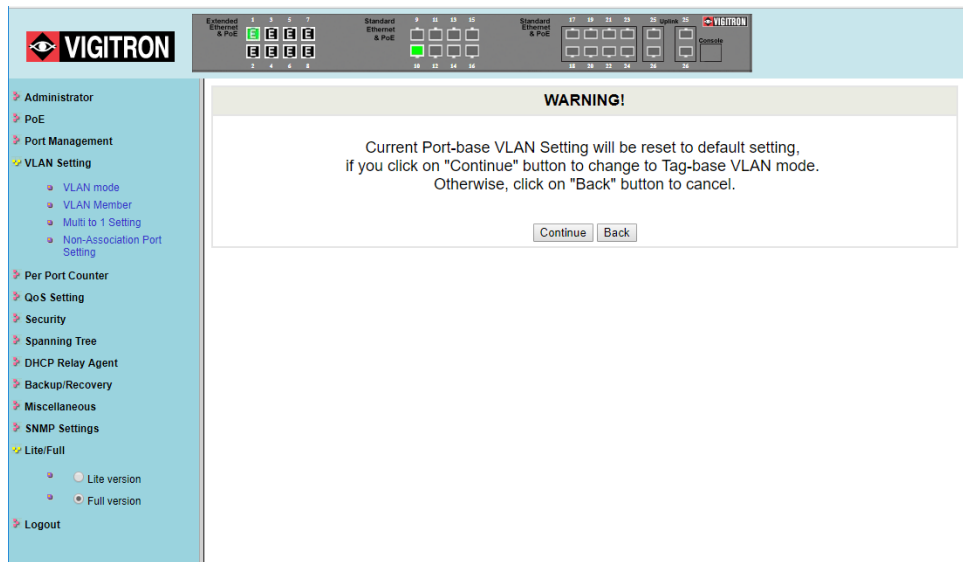 VIGITRON
Extended Ethernet & PoE
1 3 5 7
E E E E
E E E E
2 4 6 8
Standard Ethernet & PoE
9 11 13 15
10 12 14 16
Standard Ethernet & PoE
17 19 21 23
25 Uplink 25
18 20 22 24
26 26
VIGITRON
Console
Administrator
PoE
Port Management
VLAN Setting
VLAN mode
VLAN Member
Multi to 1 Setting
Non-Association Port
Setting
Per Port Counter
QoS Setting
Security
Spanning Tree
DHCP Relay Agent
Backup/Recovery
Miscellaneous
SNMP Settings
Lite/Full
Lite version
Full version
Logout
WARNING!
Current Port-base VLAN Setting will be reset to default setting,
if you click on "Continue" button to change to Tag-base VLAN mode.
Otherwise, click on "Back" button to cancel.
Continue Back